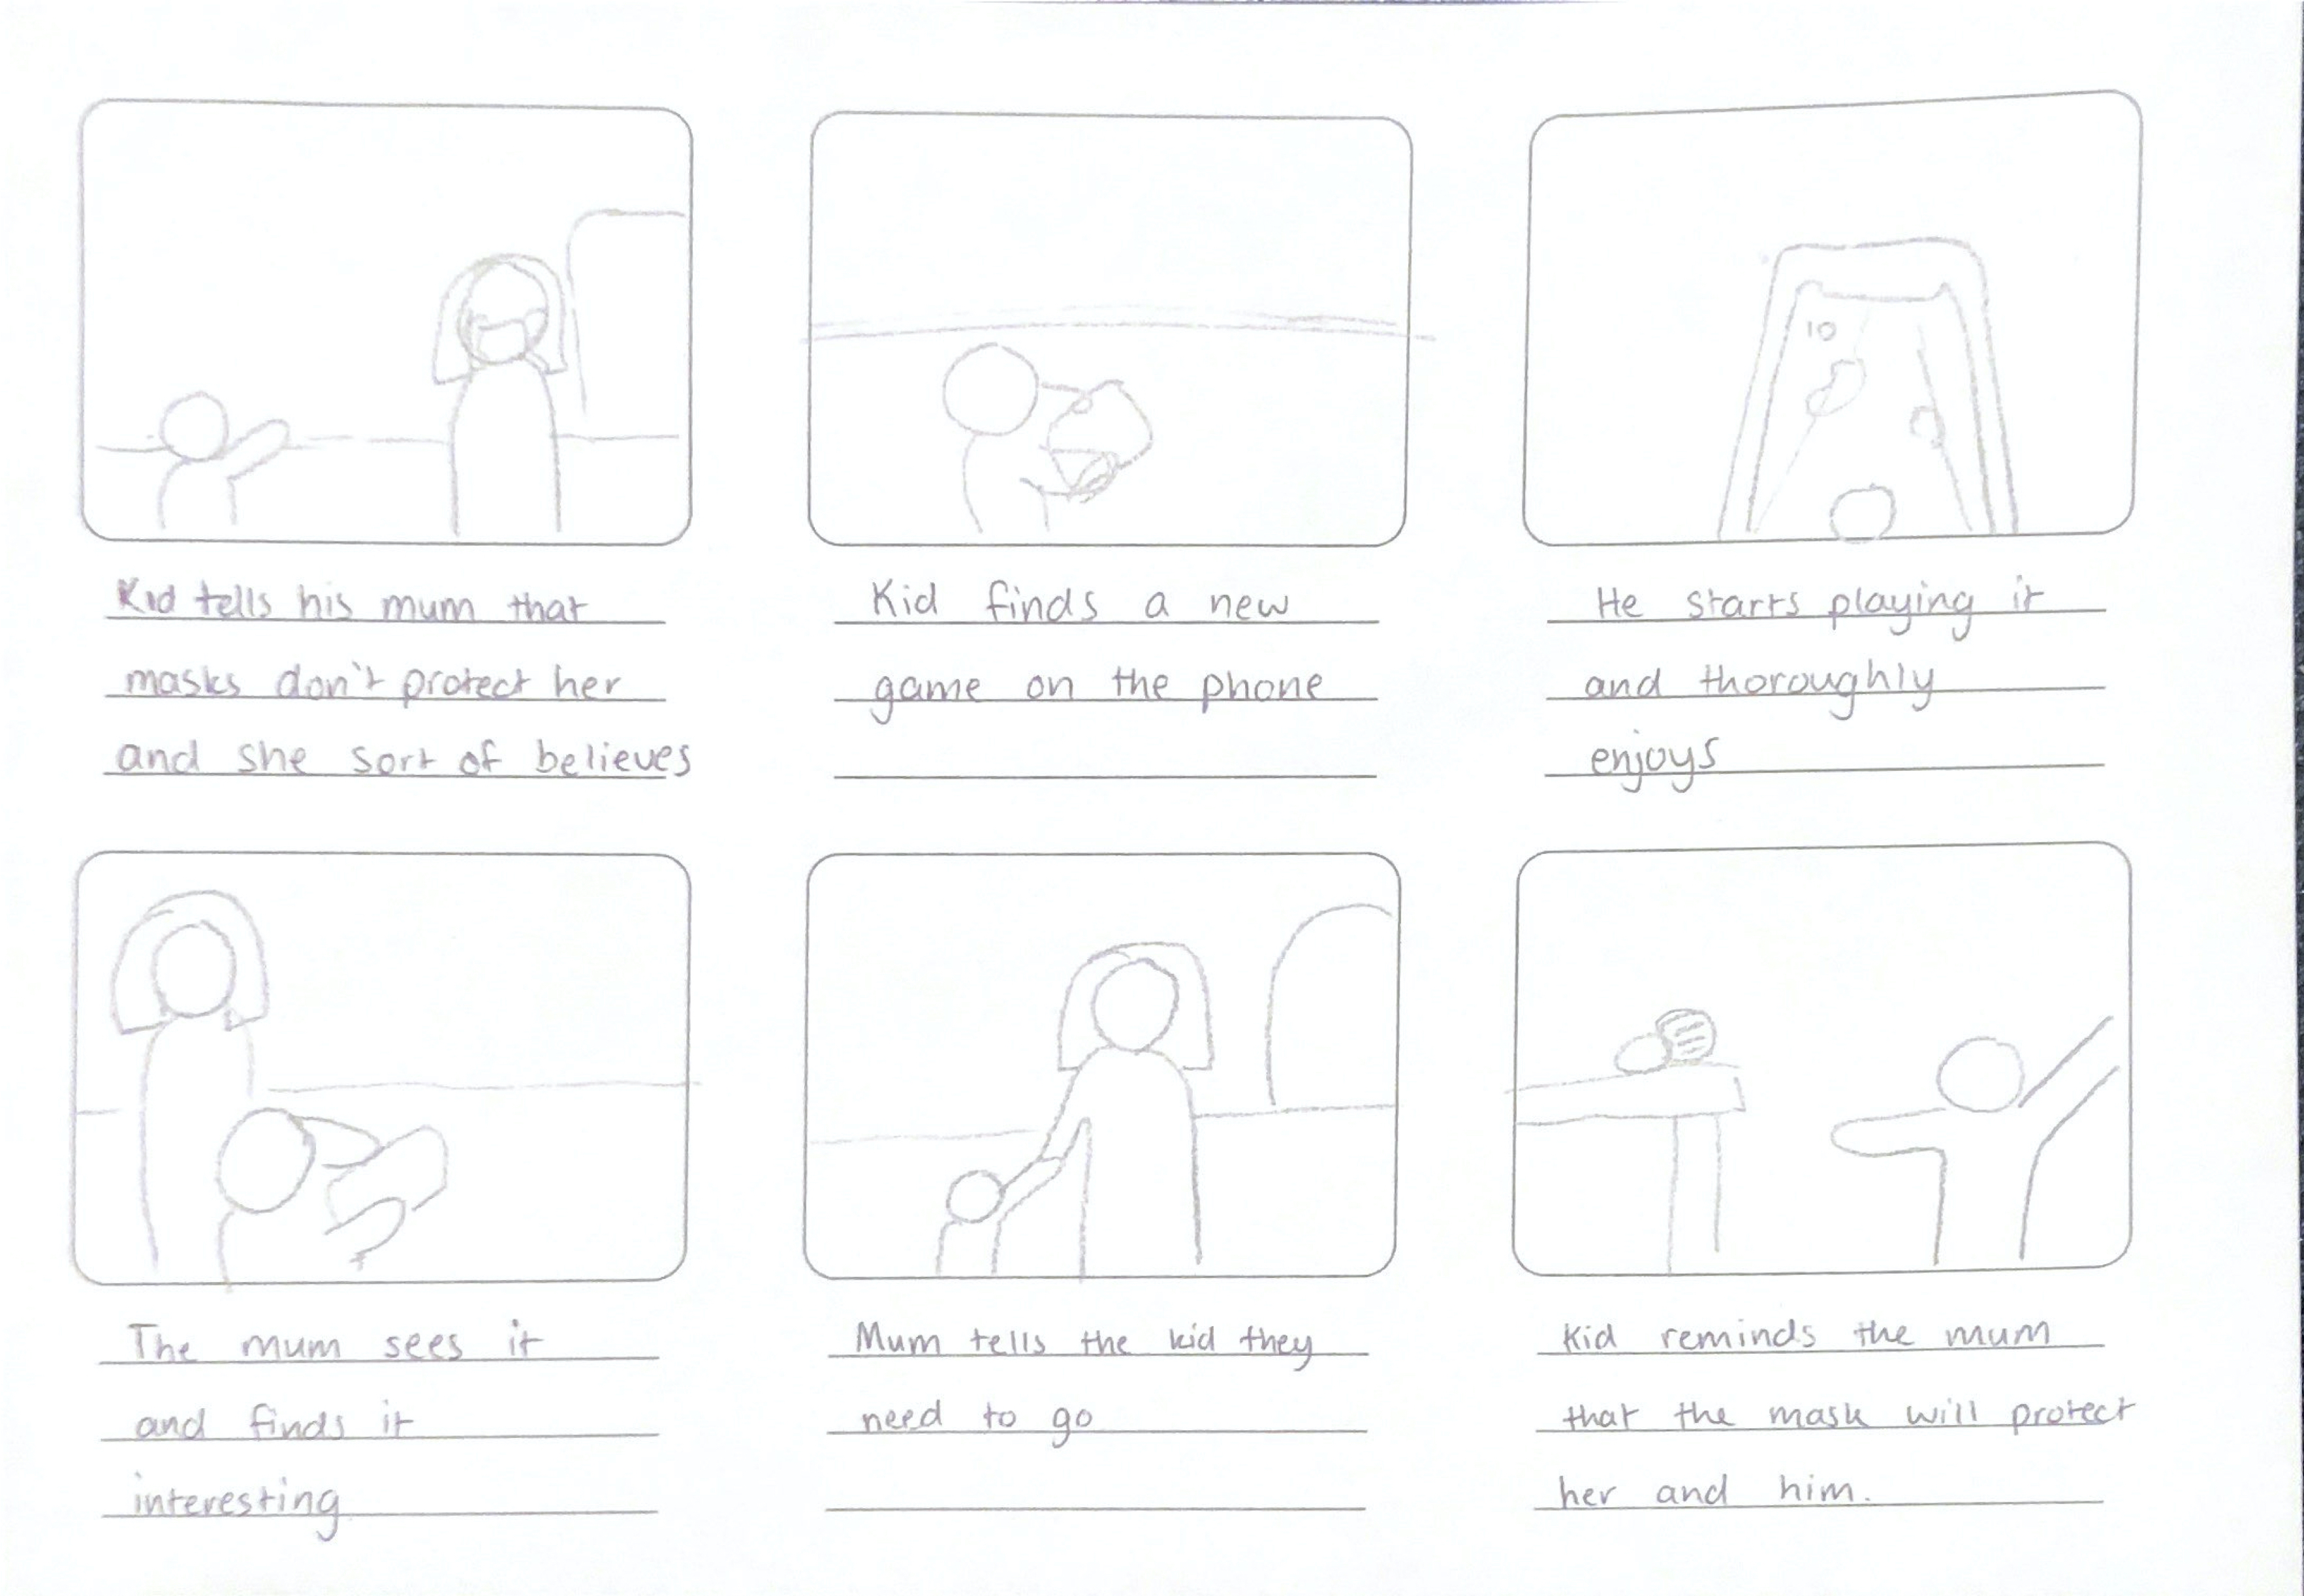 10
Kid tells his mum that
masks don't protect her
and she sort of believes
Kid finds a new
game on the phone
He starts playing it
and thoroughly
enjoys
The mum sees it
and finds it
interesting
Mum tells the kid they
need to go
Kid reminds the mum
that the mask will protect
her and him.